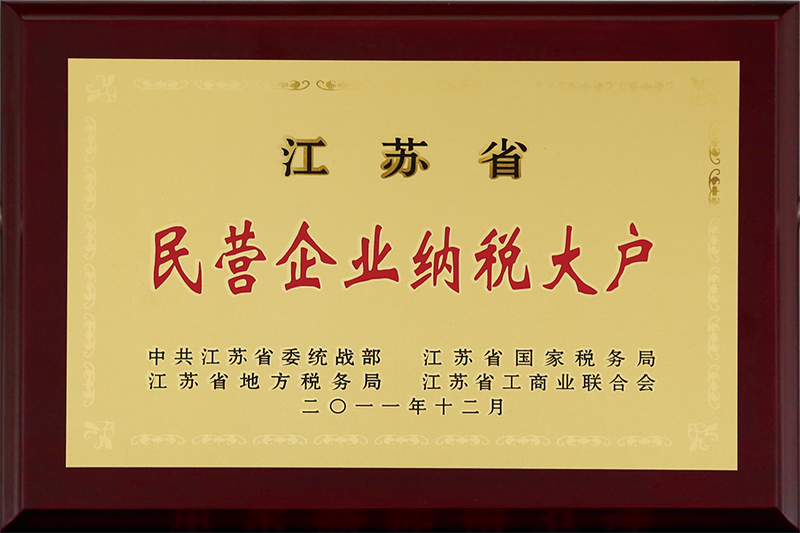 江苏省
民营企业纳税大户
中共江苏省委统战部 江苏省国家税务局
江苏省地方税务局 江苏省工商业联合会
二〇一一年十二月